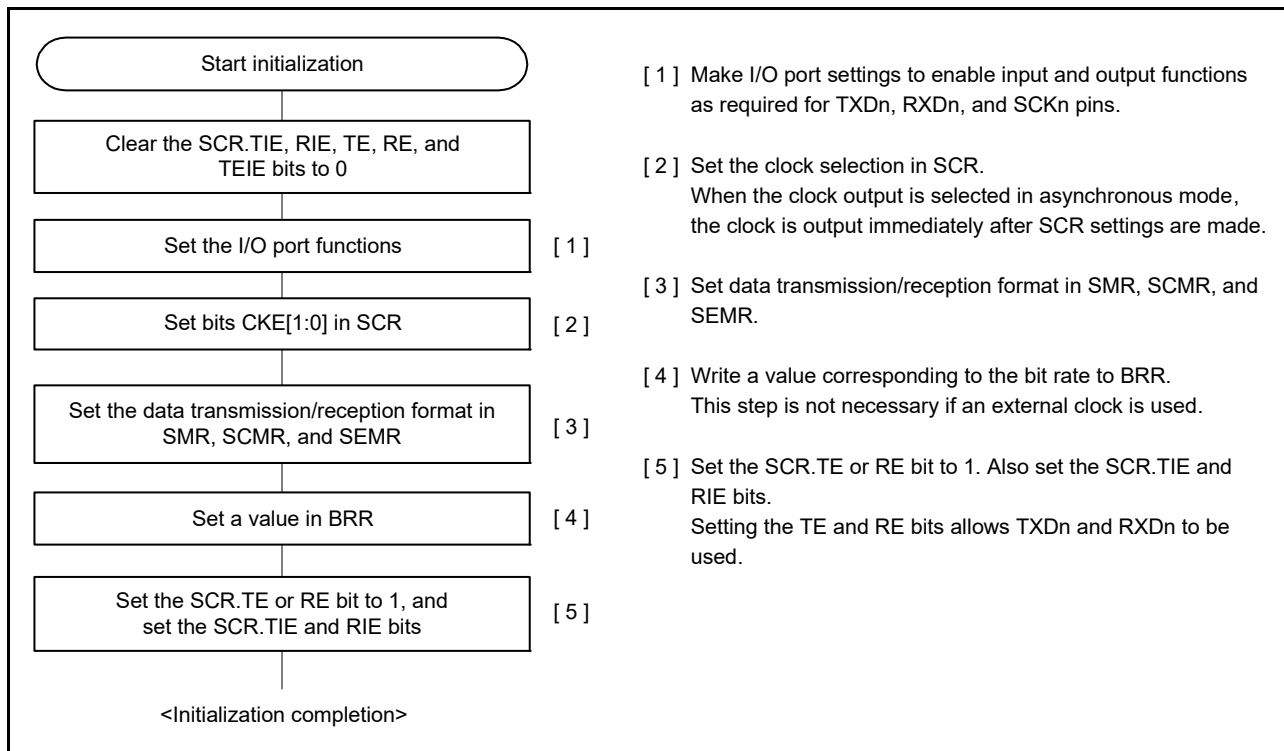 Start initialization
Clear the SCR.TIE, RIE, TE, RE, and
TEIE bits to 0
Set the I/O port functions
[ 1 ]
Set bits CKE[1:0] in SCR
[ 2 ]
Set the data transmission/reception format in
SMR, SCMR, and SEMR
[ 3 ]
Set a value in BRR
[ 4 ]
Set the SCR.TE or RE bit to 1, and
set the SCR.TIE and RIE bits
[ 5 ]
<Initialization completion>
[ 1 ] Make I/O port settings to enable input and output functions
as required for TXDn, RXDn, and SCKn pins.
[ 2 ] Set the clock selection in SCR.
When the clock output is selected in asynchronous mode,
the clock is output immediately after SCR settings are made.
[ 3 ] Set data transmission/reception format in SMR, SCMR, and
SEMR.
[ 4 ] Write a value corresponding to the bit rate to BRR.
This step is not necessary if an external clock is used.
[ 5 ] Set the SCR.TE or RE bit to 1. Also set the SCR.TIE and
RIE bits.
Setting the TE and RE bits allows TXDn and RXDn to be
used.